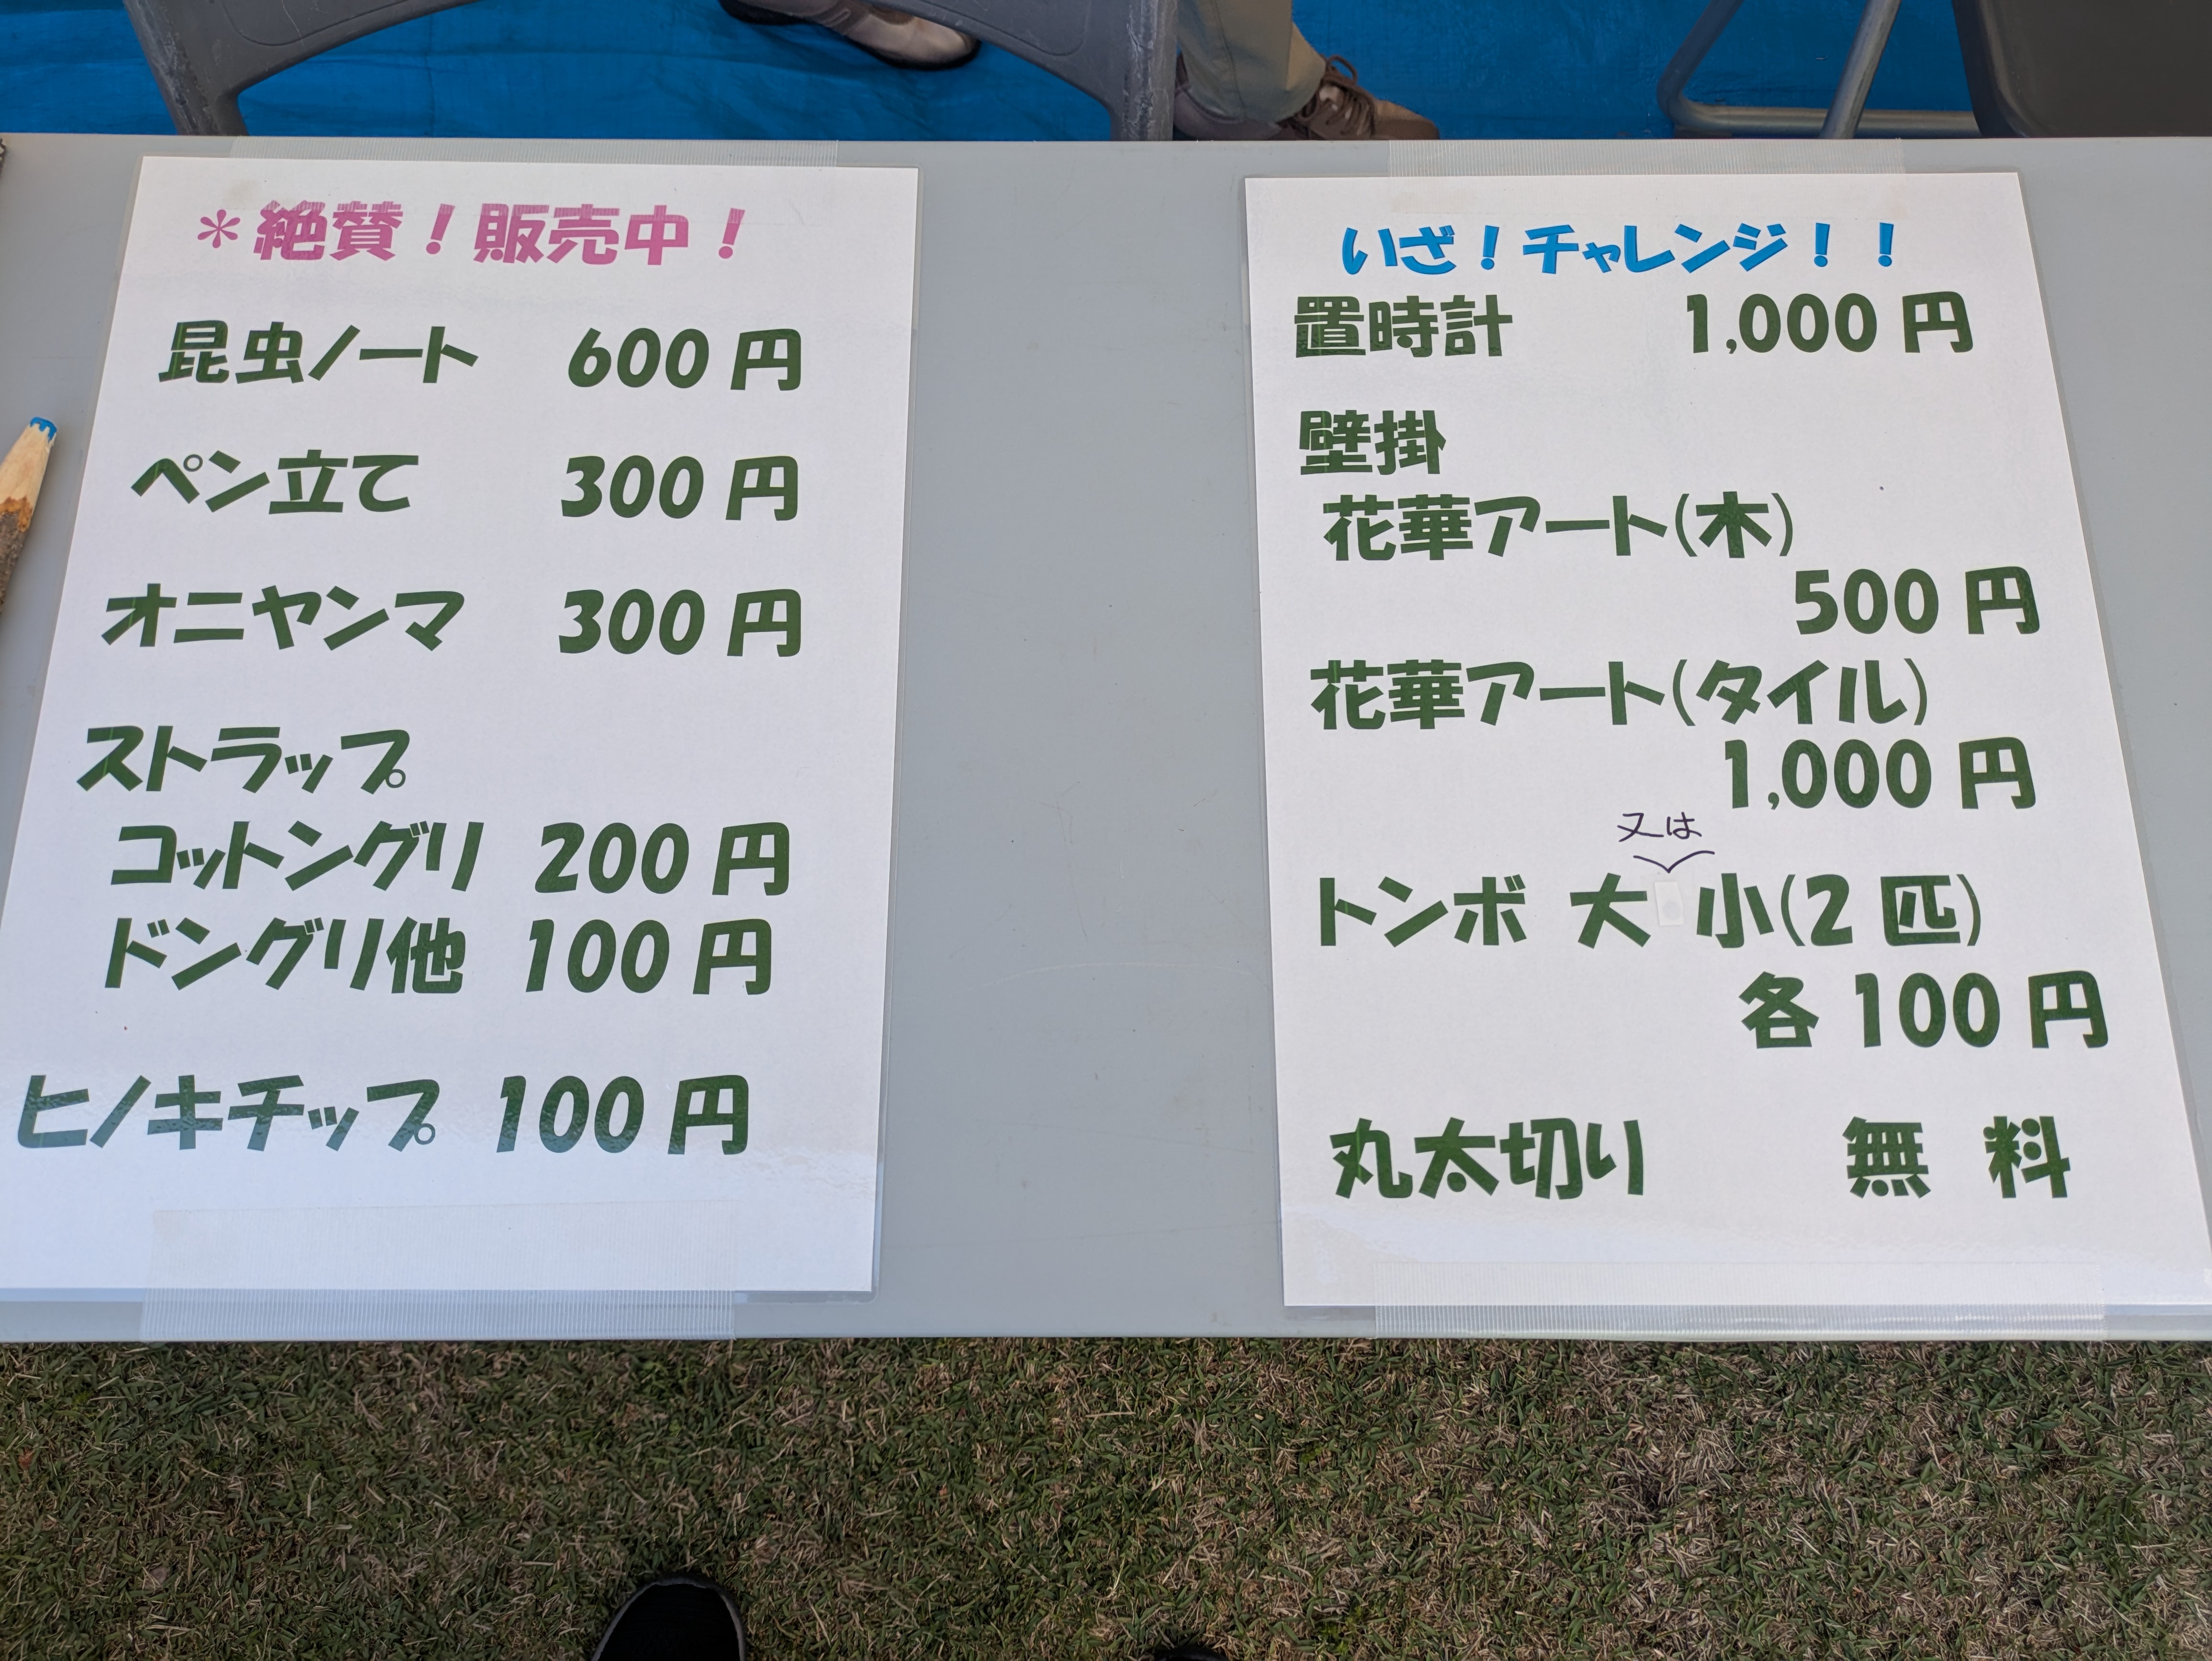 ＊絶賛！販売中！
昆虫ノート 600円
ペン立て 300円
オニヤンマ 300円
ストラップ
コットングリ 200円
ドングリ他 100円
ヒノキチップ 100円
いざ！チャレンジ！！
置時計 1,000円
壁掛
花華アート(木)
500円
花華アート(タイル)
1,000円
又は
トンボ 大 小(2匹)
各100円
丸太切り 無料